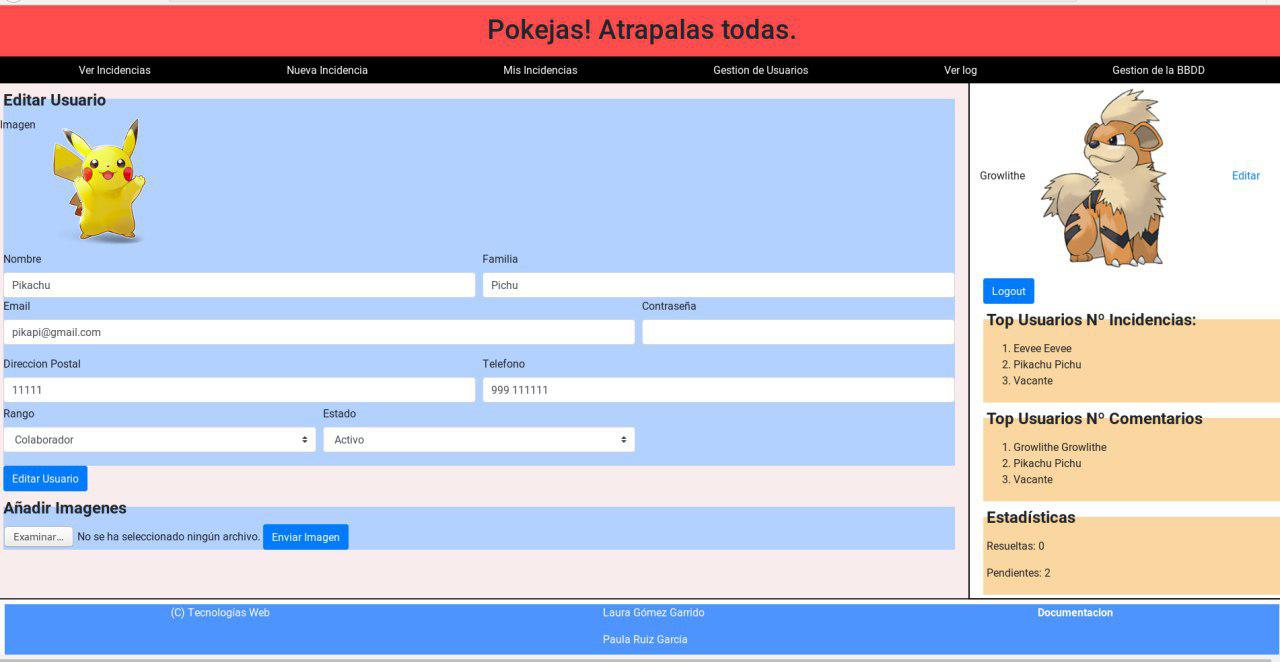 Pokejas! Atrapalas todas.
Ver Incidencias Nueva Incidencia Mis Incidencias Gestion de Usuarios Ver log Gestion de la BBDD
Editar Usuario
Imagen
Nombre Familia
Pikachu Pichu
Email Contraseña
pikapi@gmail.com
Direccion Postal Telefono
11111 999 111111
Rango Estado
Colaborador Activo
Editar Usuario
Añadir Imagenes
Examinar... No se ha seleccionado ningún archivo. Enviar Imagen
Growlithe Editar
Logout
Top Usuarios Nº Incidencias:
1. Eevee Eevee
2. Pikachu Pichu
3. Vacante
Top Usuarios Nº Comentarios
1. Growlithe Growlithe
2. Pikachu Pichu
3. Vacante
Estadísticas
Resueltas: 0
Pendientes: 2
(C) Tecnologías Web Laura Gómez Garrido Documentacion
Paula Ruiz García